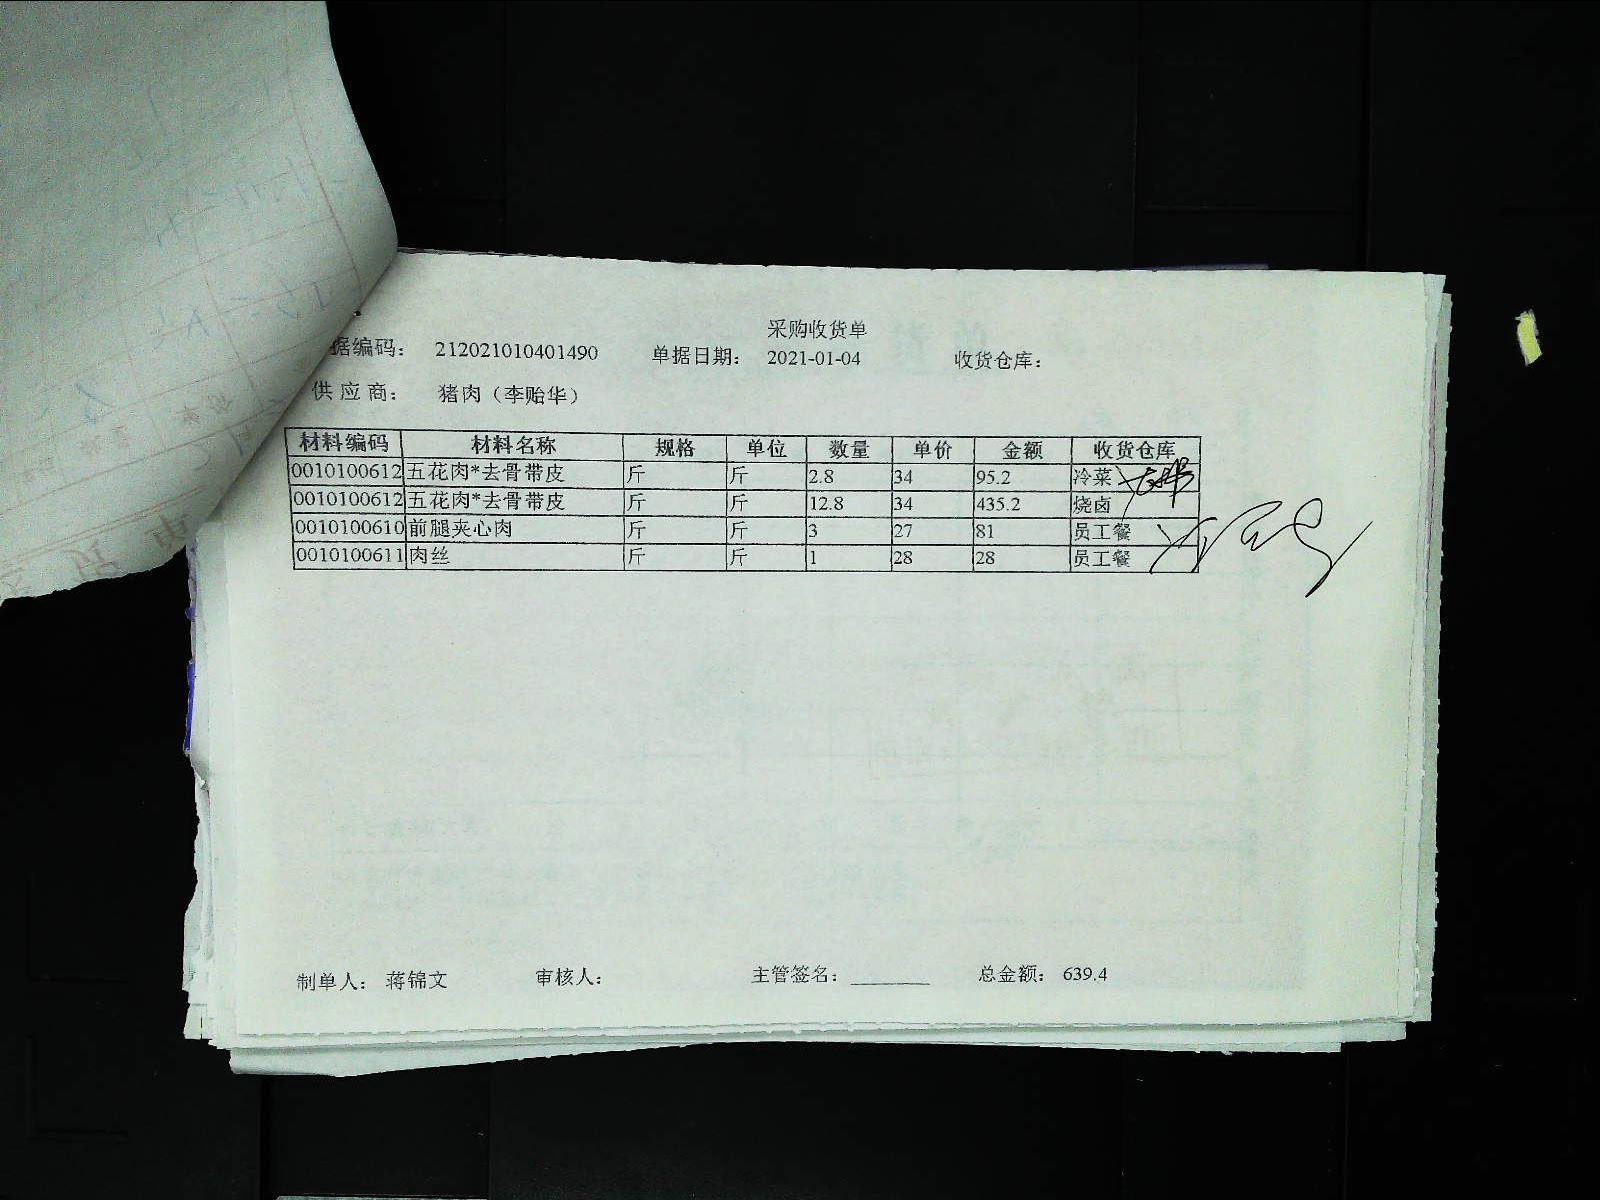 采购收货单
据编码： 212021010401490 单据日期： 2021-01-04 收货仓库：
供 应 商： 猪肉（李贻华）
材料编码 材料名称 规格 单位 数量 单价 金额 收货仓库
0010100612 五花肉*去骨带皮 斤 斤 2.8 34 95.2 冷菜
0010100612 五花肉*去骨带皮 斤 斤 12.8 34 435.2 烧卤
0010100610 前腿夹心肉 斤 斤 3 27 81 员工餐
0010100611 肉丝 斤 斤 1 28 28 员工餐
制单人： 蒋锦文 审核人： 主管签名： 总金额： 639.4